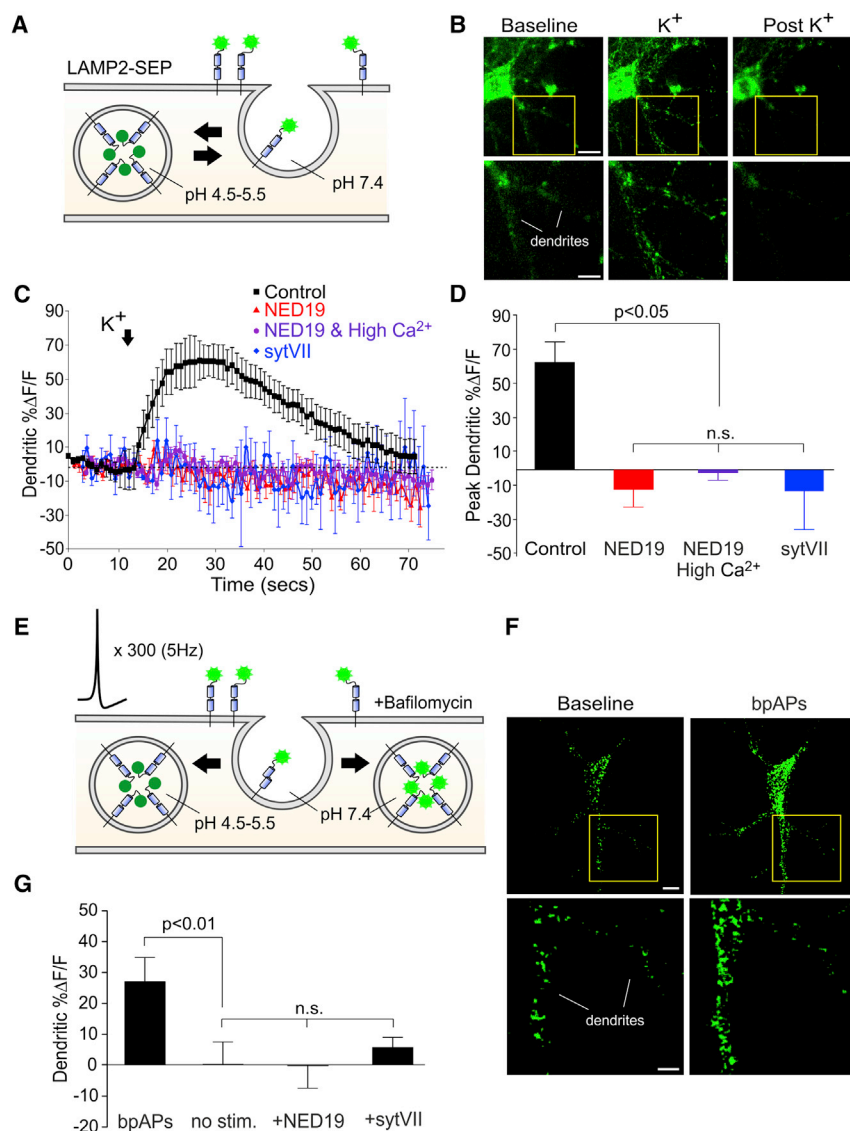 A
LAMP2-SEP
pH 4.5-5.5
pH 7.4
B
Baseline K⁺ Post K⁺
dendrites
C
Control
NED19
NED19 & High Ca²⁺
sytVII
K⁺
90
70
50
30
10
-10
-30
-50
Dendritic %ΔF/F
0 10 20 30 40 50 60 70
Time (secs)
D
p<0.05
n.s.
90
70
50
30
10
-10
-30
-50
Peak Dendritic %ΔF/F
Control NED19 NED19 sytVII
High Ca²⁺
E
x 300 (5Hz)
+Bafilomycin
pH 4.5-5.5
pH 7.4
F
Baseline bpAPs
dendrites
G
p<0.01
n.s.
50
40
30
20
10
0
-10
-20
Dendritic %ΔF/F
bpAPs no stim. +NED19 +sytVII